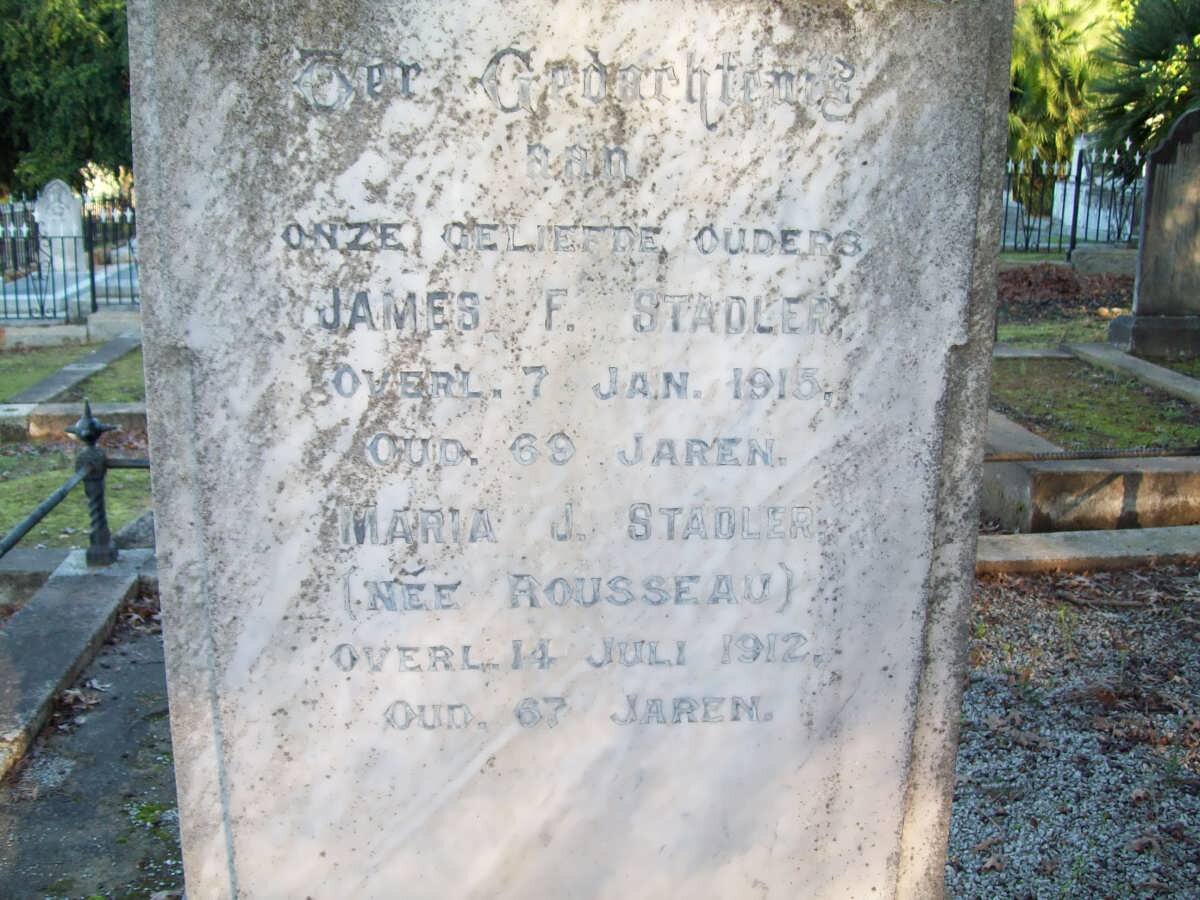 Ter Gedachtenis
aan
ONZE GELIEFDE OUDERS
JAMES F. STADLER,
OVERL. 7 JAN. 1915,
OUD. 69 JAREN.
MARIA J. STADLER,
(NÉE ROUSSEAU)
OVERL. 14 JULI 1912,
OUD. 67 JAREN.